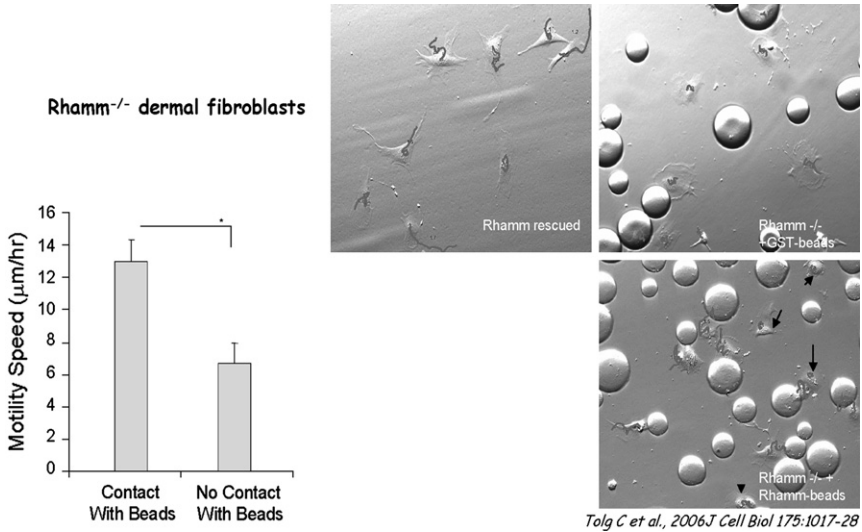 Rhamm-/- dermal fibroblasts
Motility Speed (μm/hr)
16
14
12
10
8
6
4
2
0
*
Contact
With Beads
No Contact
With Beads
Rhamm rescued
Rhamm -/-
+GST-beads
Rhamm -/- +
Rhamm-beads
Tolg C et al., 2006J Cell Biol 175:1017-28